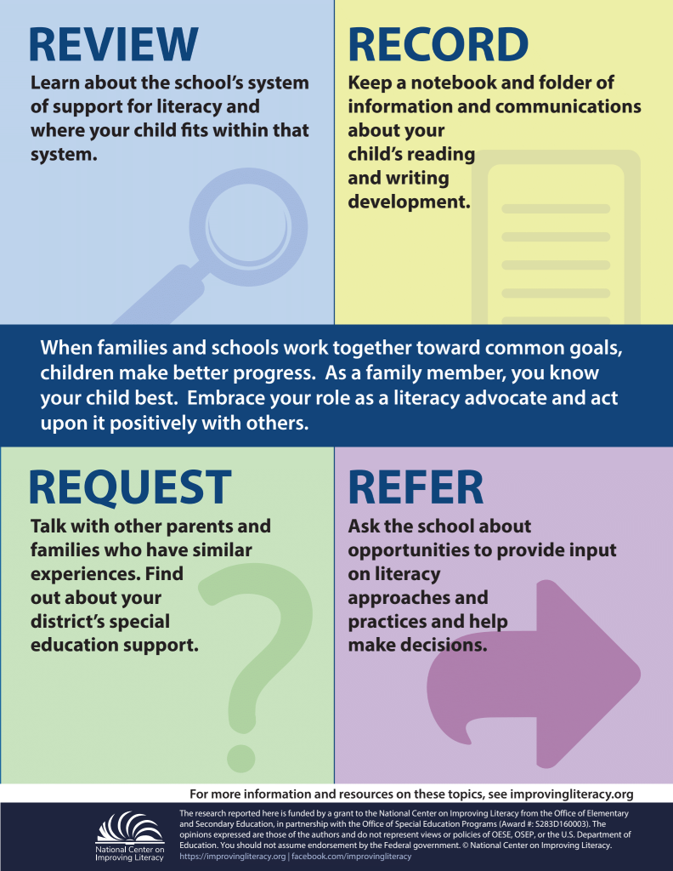 REVIEW
Learn about the school's system
of support for literacy and
where your child fits within that
system.
RECORD
Keep a notebook and folder of
information and communications
about your
child's reading
and writing
development.
When families and schools work together toward common goals,
children make better progress.  As a family member, you know
your child best.  Embrace your role as a literacy advocate and act
upon it positively with others.
REQUEST
Talk with other parents and
families who have similar
experiences. Find
out about your
district's special
education support.
REFER
Ask the school about
opportunities to provide input
on literacy
approaches and
practices and help
make decisions.
For more information and resources on these topics, see improvingliteracy.org
National Center on
Improving Literacy
The research reported here is funded by a grant to the National Center on Improving Literacy from the Office of Elementary
and Secondary Education, in partnership with the Office of Special Education Programs (Award #: S283D160003). The
opinions expressed are those of the authors and do not represent views or policies of OESE, OSEP, or the U.S. Department of
Education. You should not assume endorsement by the Federal government. © National Center on Improving Literacy.
https://improvingliteracy.org | facebook.com/improvingliteracy